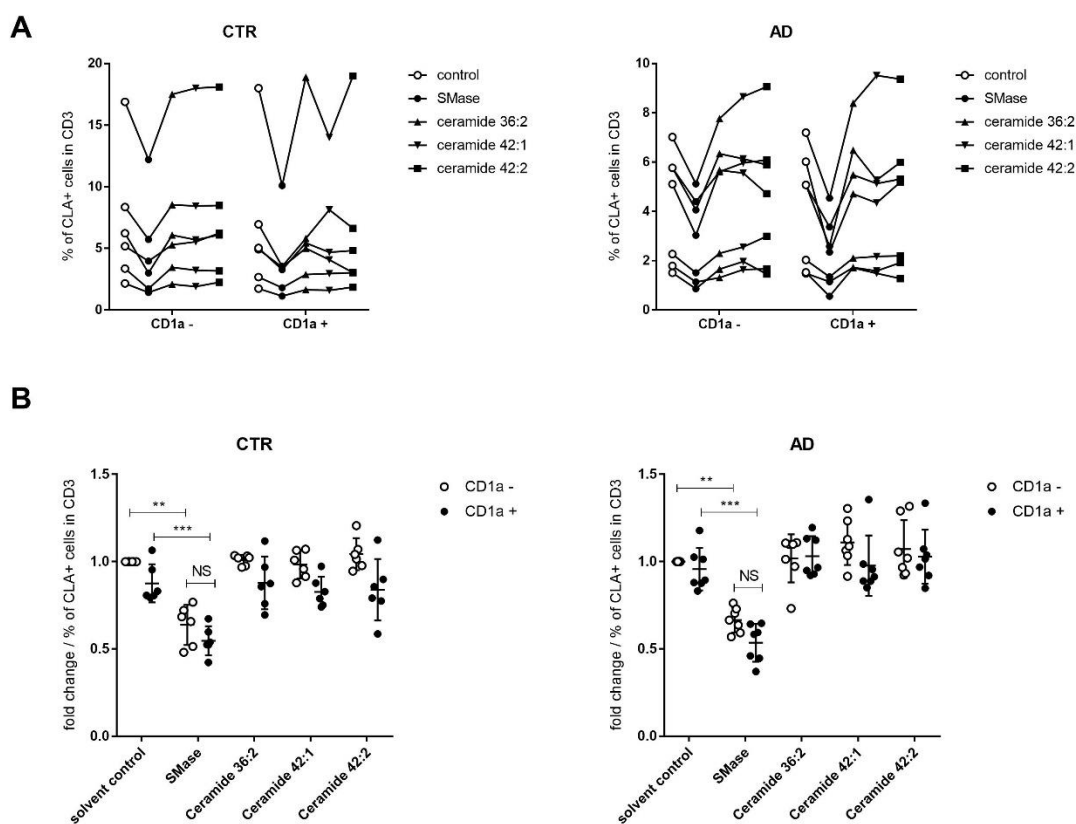 A
CTR
% of CLA+ cells in CD3
20
15
10
5
0
CD1a -
CD1a +
control
SMase
ceramide 36:2
ceramide 42:1
ceramide 42:2
AD
% of CLA+ cells in CD3
10
8
6
4
2
0
CD1a -
CD1a +
control
SMase
ceramide 36:2
ceramide 42:1
ceramide 42:2
B
CTR
fold change / % of CLA+ cells in CD3
1.5
1.0
0.5
0.0
**
***
NS
solvent control
SMase
Ceramide 36:2
Ceramide 42:1
Ceramide 42:2
CD1a -
CD1a +
AD
fold change / % of CLA+ cells in CD3
1.5
1.0
0.5
0.0
**
***
NS
solvent control
SMase
Ceramide 36:2
Ceramide 42:1
Ceramide 42:2
CD1a -
CD1a +